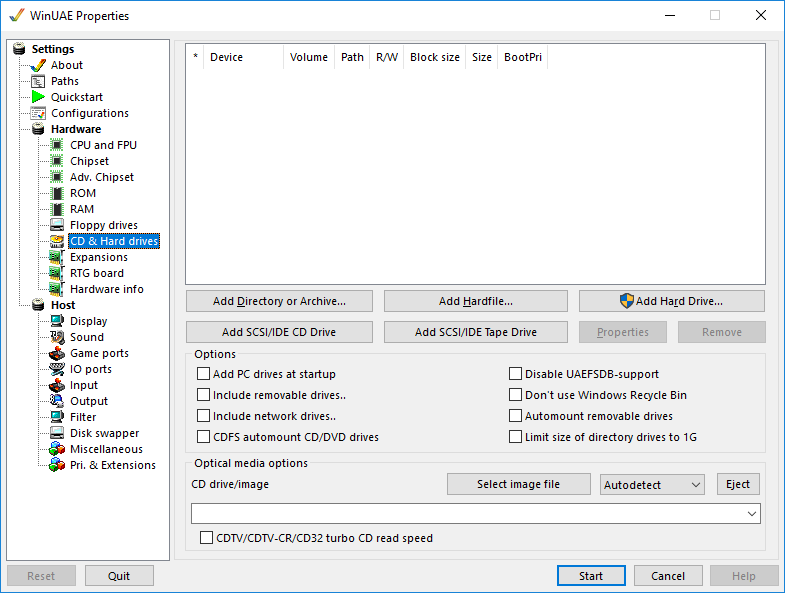 WinUAE Properties
Settings
About
Paths
Quickstart
Configurations
Hardware
CPU and FPU
Chipset
Adv. Chipset
ROM
RAM
Floppy drives
CD & Hard drives
Expansions
RTG board
Hardware info
Host
Display
Sound
Game ports
IO ports
Input
Output
Filter
Disk swapper
Miscellaneous
Pri. & Extensions
* Device Volume Path R/W Block size Size BootPri
Add Directory or Archive... Add Hardfile... Add Hard Drive...
Add SCSI/IDE CD Drive Add SCSI/IDE Tape Drive Properties Remove
Options
Add PC drives at startup Disable UAEFSDB-support
Include removable drives.. Don't use Windows Recycle Bin
Include network drives.. Automount removable drives
CDFS automount CD/DVD drives Limit size of directory drives to 1G
Optical media options
CD drive/image Select image file Autodetect Eject
CDTV/CDTV-CR/CD32 turbo CD read speed
Reset Quit Start Cancel Help